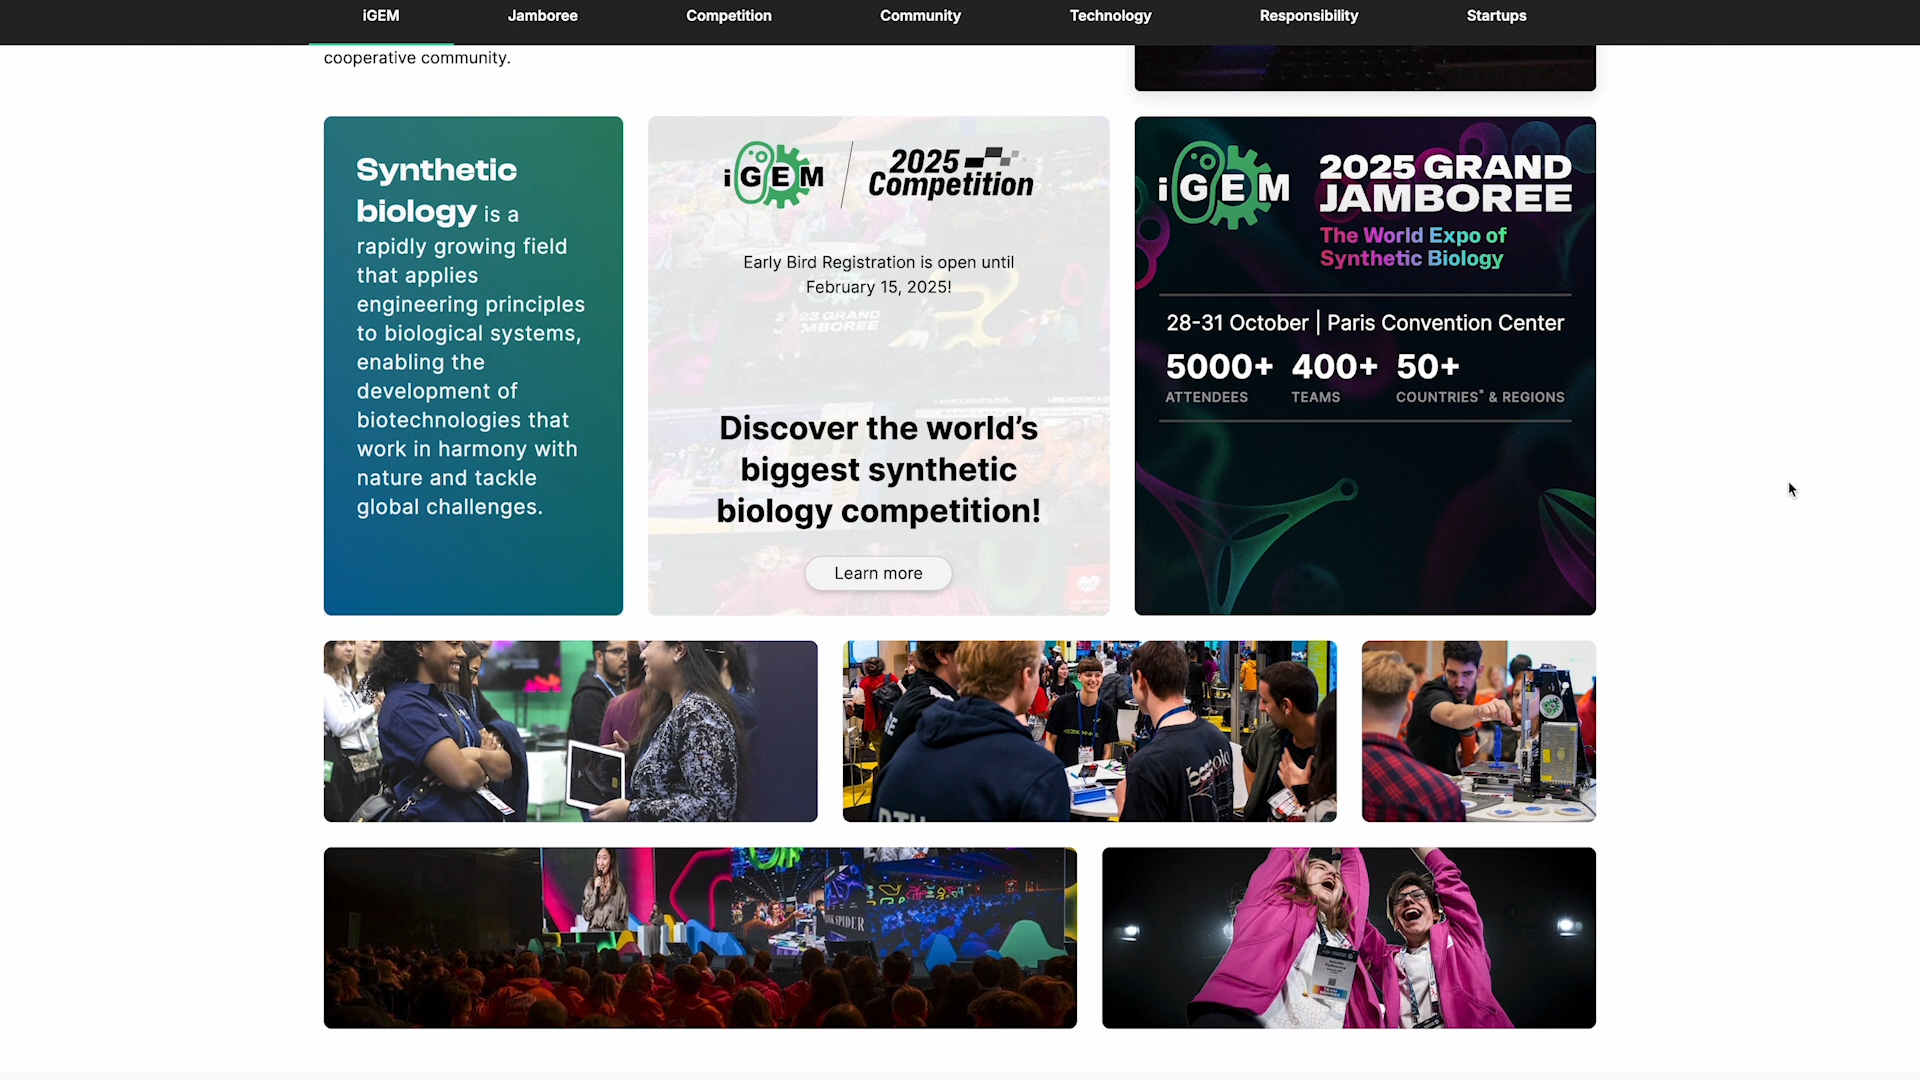 iGEM
Jamboree
Competition
Community
Technology
Responsibility
Startups
cooperative community.
Synthetic
biology is a
rapidly growing field
that applies
engineering principles
to biological systems,
enabling the
development of
biotechnologies that
work in harmony with
nature and tackle
global challenges.
iGEM
2025
Competition
Early Bird Registration is open until
February 15, 2025!
Discover the world’s
biggest synthetic
biology competition!
Learn more
iGEM
2025 GRAND
JAMBOREE
The World Expo of
Synthetic Biology
28-31 October | Paris Convention Center
5000+ 400+ 50+
ATTENDEES TEAMS COUNTRIES* & REGIONS